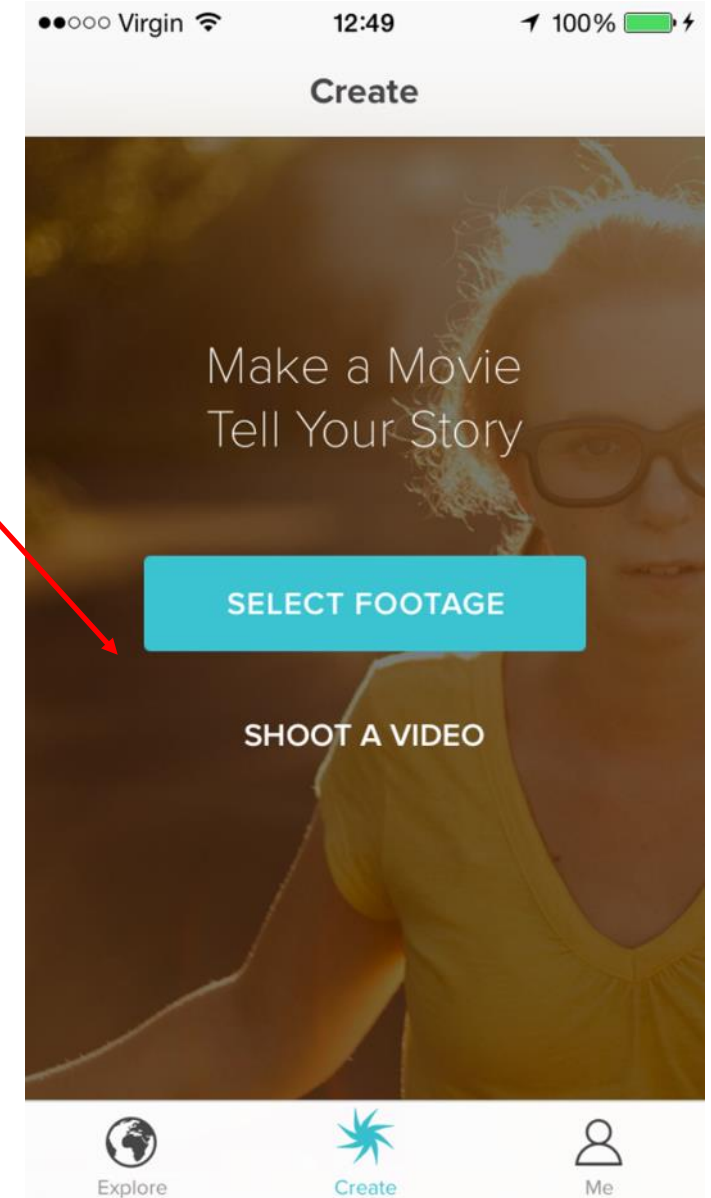 ●●○○○ Virgin 12:49 100%
Create
Make a Movie
Tell Your Story
SELECT FOOTAGE
SHOOT A VIDEO
Explore Create Me